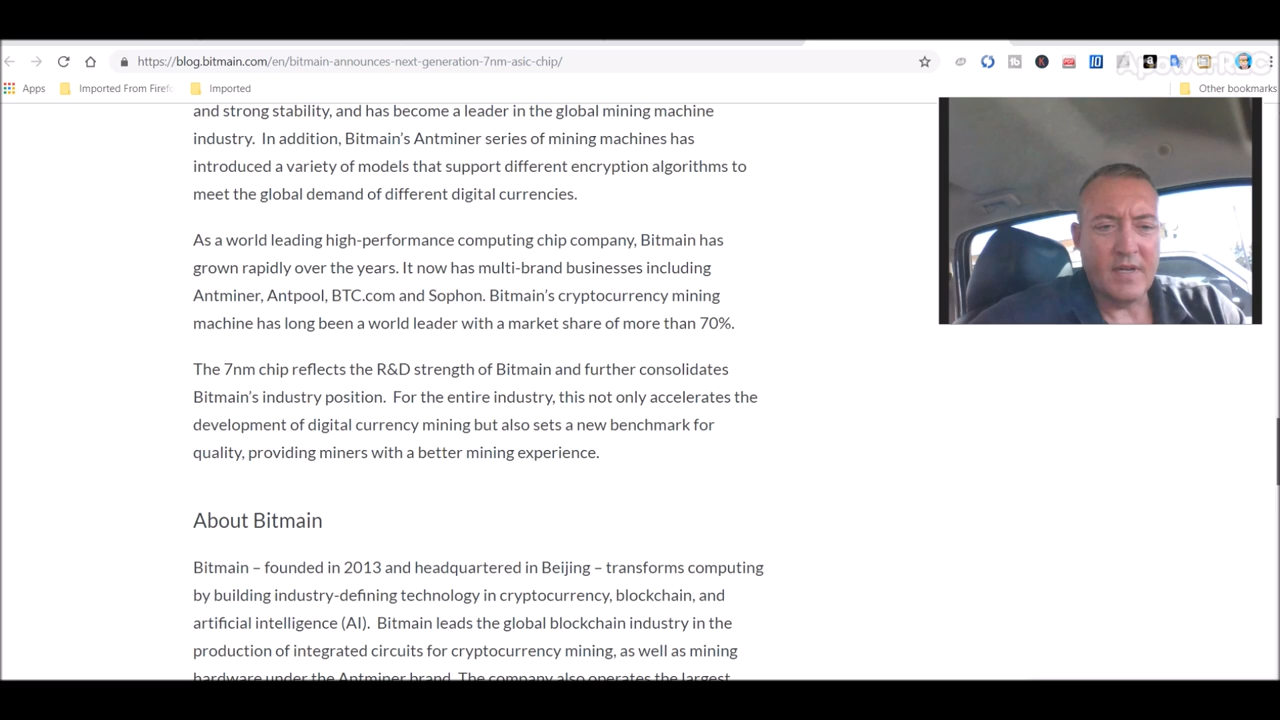 https://blog.bitmain.com/en/bitmain-announces-next-generation-7nm-asic-chip/
ApowerREC
Apps Imported From Firefo Imported Other bookmarks
and strong stability, and has become a leader in the global mining machine
industry. In addition, Bitmain’s Antminer series of mining machines has
introduced a variety of models that support different encryption algorithms to
meet the global demand of different digital currencies.
As a world leading high-performance computing chip company, Bitmain has
grown rapidly over the years. It now has multi-brand businesses including
Antminer, Antpool, BTC.com and Sophon. Bitmain’s cryptocurrency mining
machine has long been a world leader with a market share of more than 70%.
The 7nm chip reflects the R&D strength of Bitmain and further consolidates
Bitmain’s industry position. For the entire industry, this not only accelerates the
development of digital currency mining but also sets a new benchmark for
quality, providing miners with a better mining experience.
About Bitmain
Bitmain – founded in 2013 and headquartered in Beijing – transforms computing
by building industry-defining technology in cryptocurrency, blockchain, and
artificial intelligence (AI). Bitmain leads the global blockchain industry in the
production of integrated circuits for cryptocurrency mining, as well as mining
hardware under the Antminer brand. The company also operates the largest